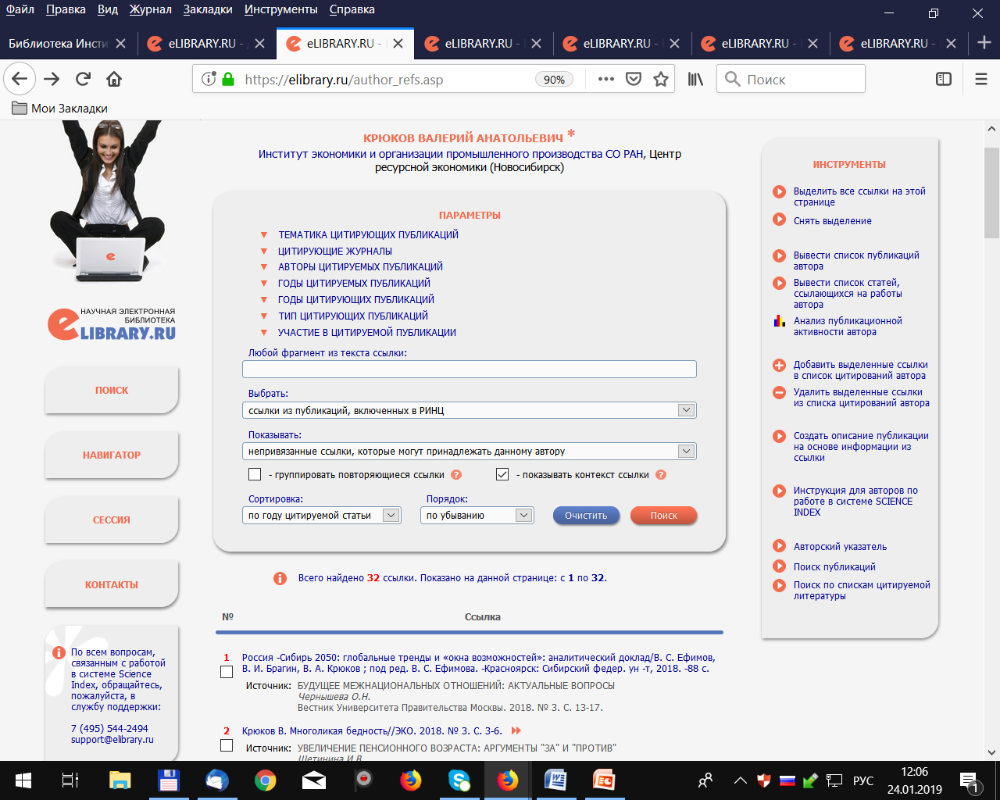 Файл Правка Вид Журнал Закладки Инструменты Справка
Библиотека Инсти
eLIBRARY.RU -
eLIBRARY.RU -
eLIBRARY.RU -
eLIBRARY.RU -
eLIBRARY.RU -
eLIBRARY.RU -
https://elibrary.ru/author_refs.asp
90%
Поиск
Мои Закладки
КРЮКОВ ВАЛЕРИЙ АНАТОЛЬЕВИЧ *
Институт экономики и организации промышленного производства СО РАН, Центр
ресурсной экономики (Новосибирск)
НАУЧНАЯ ЭЛЕКТРОННАЯ
БИБЛИОТЕКА
eLIBRARY.RU
ПОИСК
НАВИГАТОР
СЕССИЯ
КОНТАКТЫ
По всем вопросам,
связанным с работой
в системе Science
Index, обращайтесь,
пожалуйста, в
службу поддержки:
7 (495) 544-2494
support@elibrary.ru
ПАРАМЕТРЫ
ТЕМАТИКА ЦИТИРУЮЩИХ ПУБЛИКАЦИЙ
ЦИТИРУЮЩИЕ ЖУРНАЛЫ
АВТОРЫ ЦИТИРУЕМЫХ ПУБЛИКАЦИЙ
ГОДЫ ЦИТИРУЕМЫХ ПУБЛИКАЦИЙ
ГОДЫ ЦИТИРУЮЩИХ ПУБЛИКАЦИЙ
ТИП ЦИТИРУЮЩИХ ПУБЛИКАЦИЙ
УЧАСТИЕ В ЦИТИРУЕМОЙ ПУБЛИКАЦИИ
Любой фрагмент из текста ссылки:
Выбрать:
ссылки из публикаций, включенных в РИНЦ
Показывать:
непривязанные ссылки, которые могут принадлежать данному автору
- группировать повторяющиеся ссылки ?
- показывать контекст ссылки ?
Сортировка:
Порядок:
по году цитируемой статьи
по убыванию
Очистить
Поиск
Всего найдено 32 ссылки. Показано на данной странице: с 1 по 32.
№
Ссылка
1 Россия -Сибирь 2050: глобальные тренды и «окна возможностей»: аналитический доклад/В. С. Ефимов,
В. И. Брагин, В. А. Крюков ; под ред. В. С. Ефимова. -Красноярск: Сибирский федер. ун -т, 2018. -88 с.
Источник: БУДУЩЕЕ МЕЖНАЦИОНАЛЬНЫХ ОТНОШЕНИЙ: АКТУАЛЬНЫЕ ВОПРОСЫ
Чернышева О.Н.
Вестник Университета Правительства Москвы. 2018. № 3. С. 13-17.
2 Крюков В. Многоликая бедность//ЭКО. 2018. № 3. С. 3-6.
Источник: УВЕЛИЧЕНИЕ ПЕНСИОННОГО ВОЗРАСТА: АРГУМЕНТЫ "ЗА" И "ПРОТИВ"
Щетинина И.В.
ИНСТРУМЕНТЫ
Выделить все ссылки на этой
странице
Снять выделение
Вывести список публикаций
автора
Вывести список статей,
ссылающихся на работы
автора
Анализ публикационной
активности автора
Добавить выделенные ссылки
в список цитирований автора
Удалить выделенные ссылки
из списка цитирований автора
Создать описание публикации
на основе информации из
ссылки
Инструкция для авторов по
работе в системе SCIENCE
INDEX
Авторский указатель
Поиск публикаций
Поиск по спискам цитируемой
литературы
РУС
12:06
24.01.2019
1